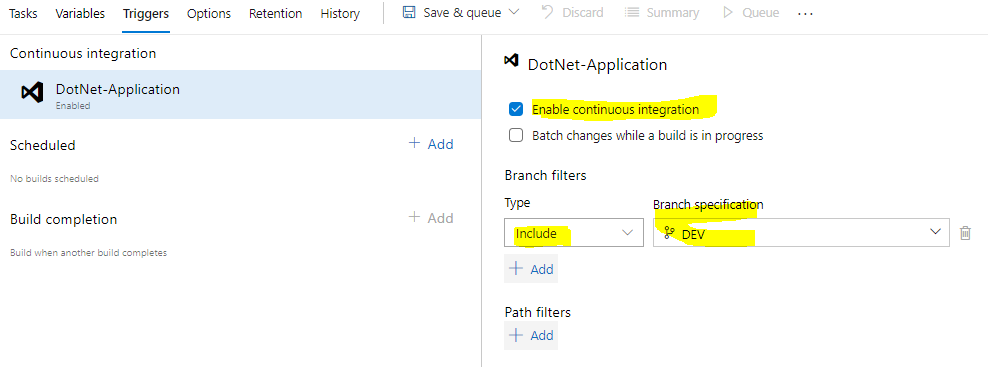 Tasks Variables Triggers Options Retention History Save & queue Discard Summary Queue ...
Continuous integration
DotNet-Application
Enabled
Scheduled + Add
No builds scheduled
Build completion + Add
Build when another build completes
DotNet-Application
Enable continuous integration
Batch changes while a build is in progress
Branch filters
Type Branch specification
Include DEV
+ Add
Path filters
+ Add